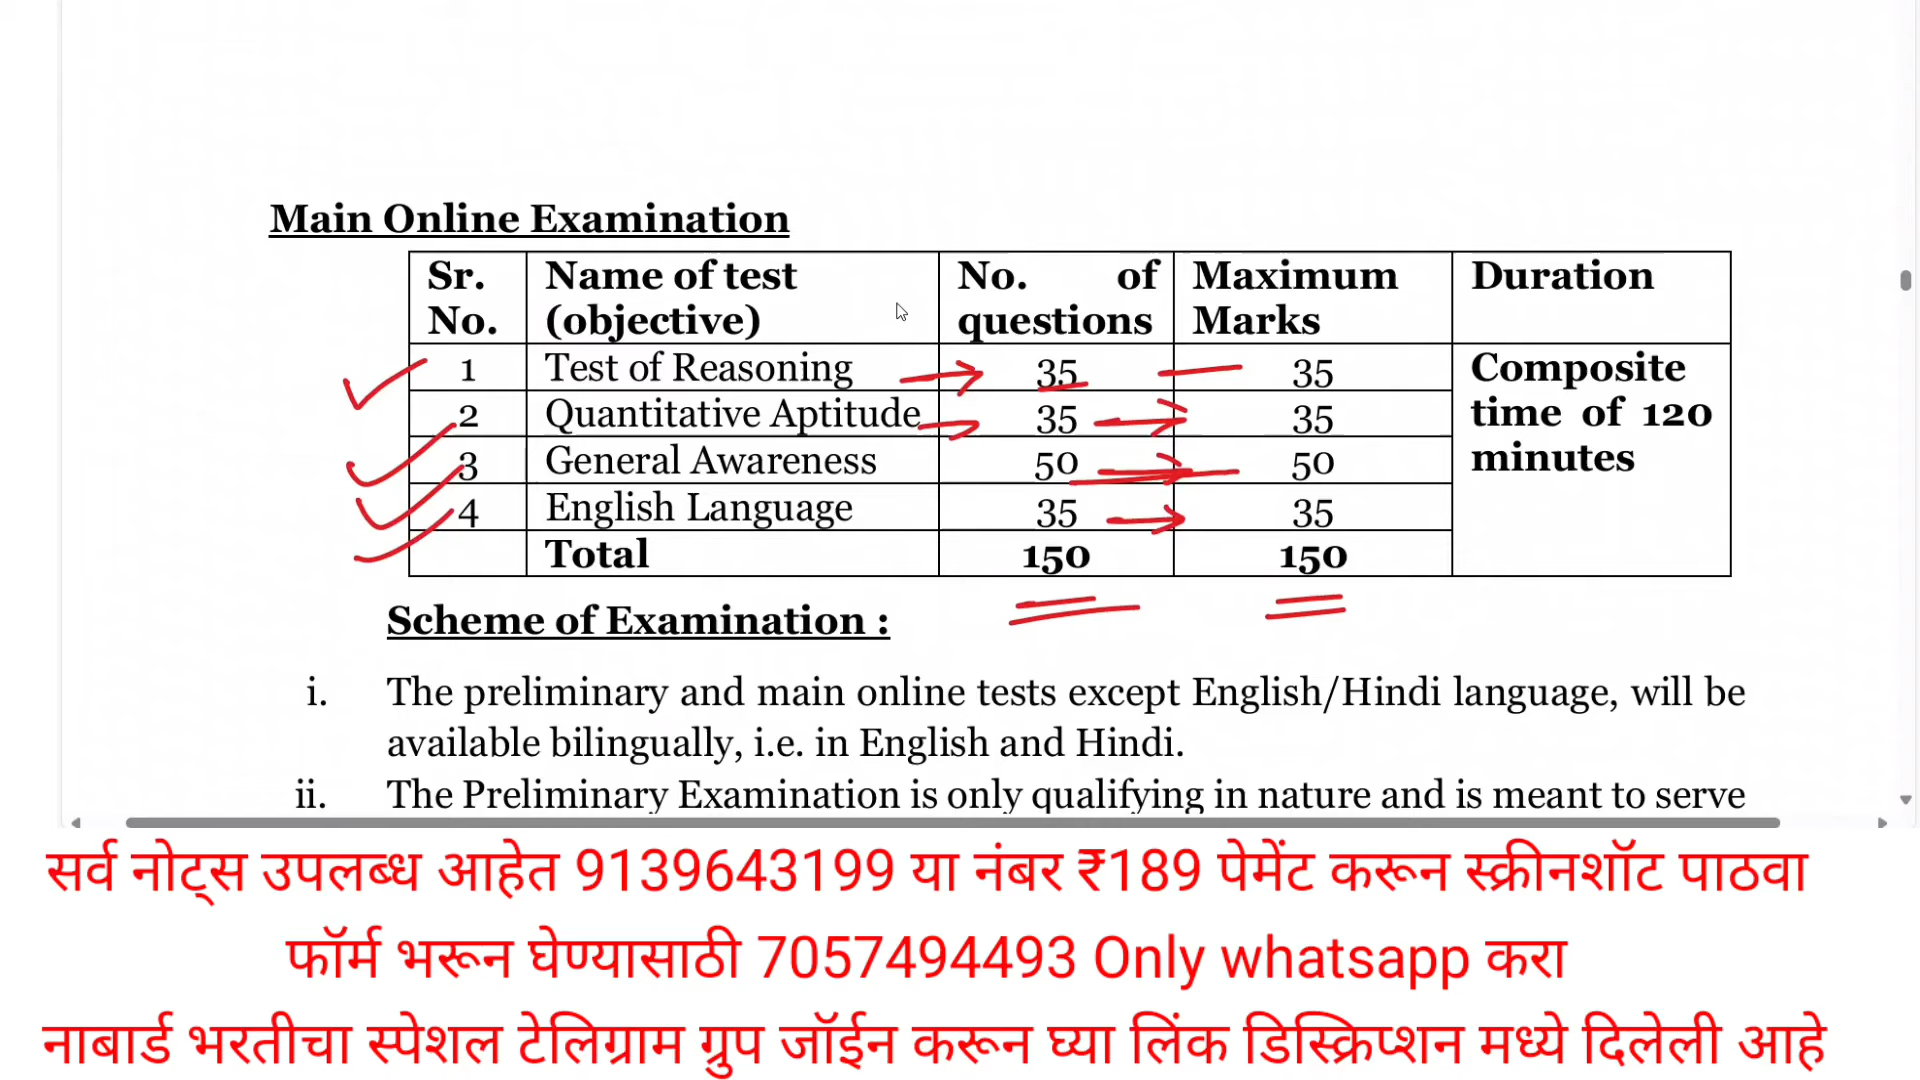 Main Online Examination
Sr. No. Name of test (objective) No. of questions Maximum Marks Duration
1 Test of Reasoning 35 35 Composite time of 120 minutes
2 Quantitative Aptitude 35 35
3 General Awareness 50 50
4 English Language 35 35
Total 150 150
Scheme of Examination :
i. The preliminary and main online tests except English/Hindi language, will be
available bilingually, i.e. in English and Hindi.
ii. The Preliminary Examination is only qualifying in nature and is meant to serve
सर्व नोट्स उपलब्ध आहेत 9139643199 या नंबर ₹189 पेमेंट करून स्क्रीनशॉट पाठवा
फॉर्म भरून घेण्यासाठी 7057494493 Only whatsapp करा
नाबार्ड भरतीचा स्पेशल टेलिग्राम ग्रुप जॉईन करून घ्या लिंक डिस्क्रिप्शन मध्ये दिलेली आहे